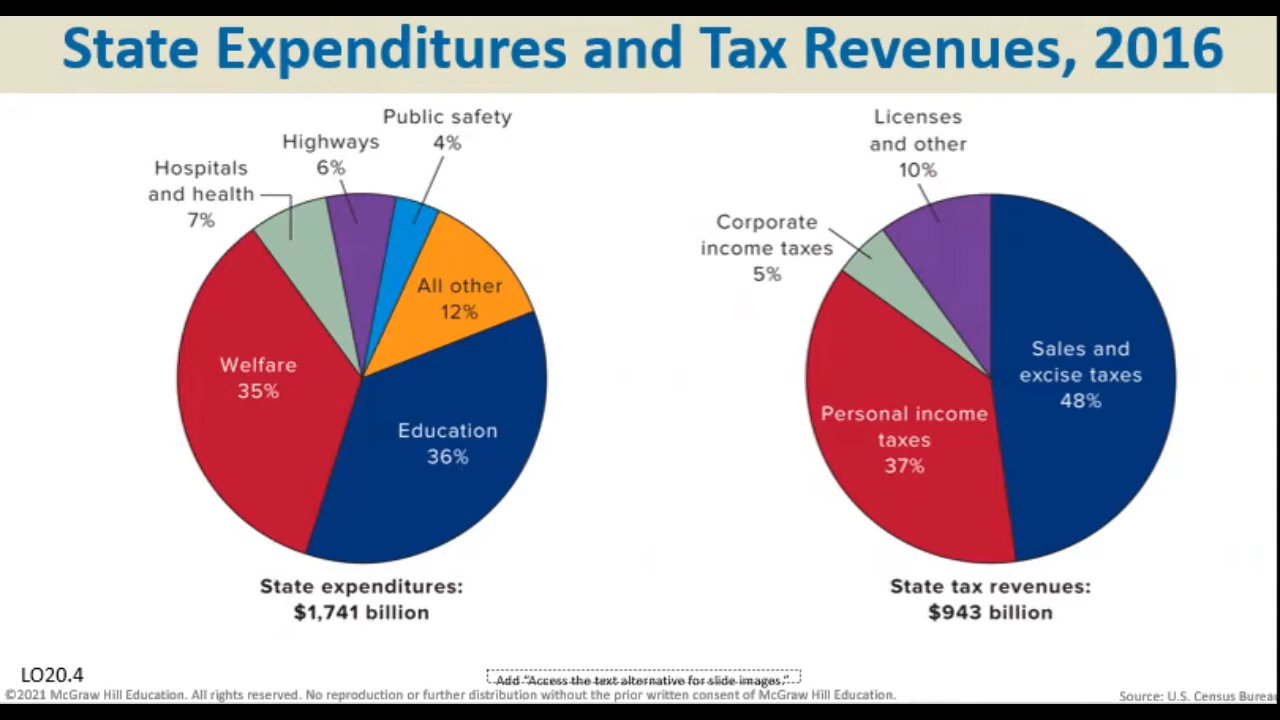 State Expenditures and Tax Revenues, 2016
Public safety
4%
Highways
6%
Hospitals
and health
7%
All other
12%
Welfare
35%
Education
36%
State expenditures:
$1,741 billion
Licenses
and other
10%
Corporate
income taxes
5%
Sales and
excise taxes
48%
Personal income
taxes
37%
State tax revenues:
$943 billion
LO20.4
Add “Access the text alternative for slide images.”
©2021 McGraw Hill Education. All rights reserved. No reproduction or further distribution without the prior written consent of McGraw Hill Education.
Source: U.S. Census Burea